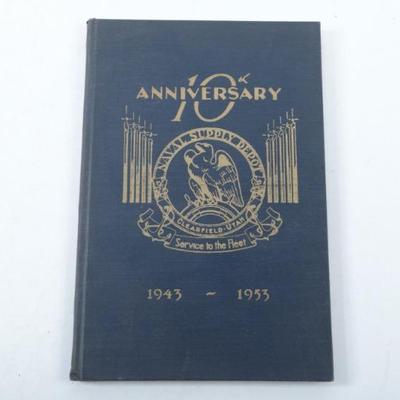 10th
ANNIVERSARY
NAVAL SUPPLY DEPOT
CLEARFIELD-UTAH
Service to the Fleet
1943 ~ 1953